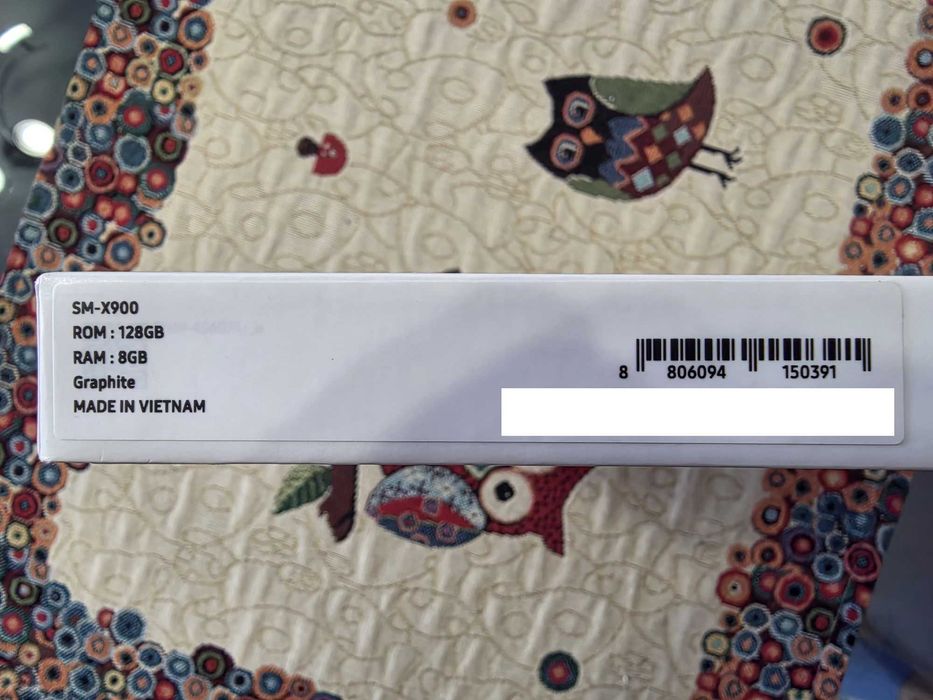 SM-X900
ROM : 128GB
RAM : 8GB
Graphite
MADE IN VIETNAM
8 806094 150391